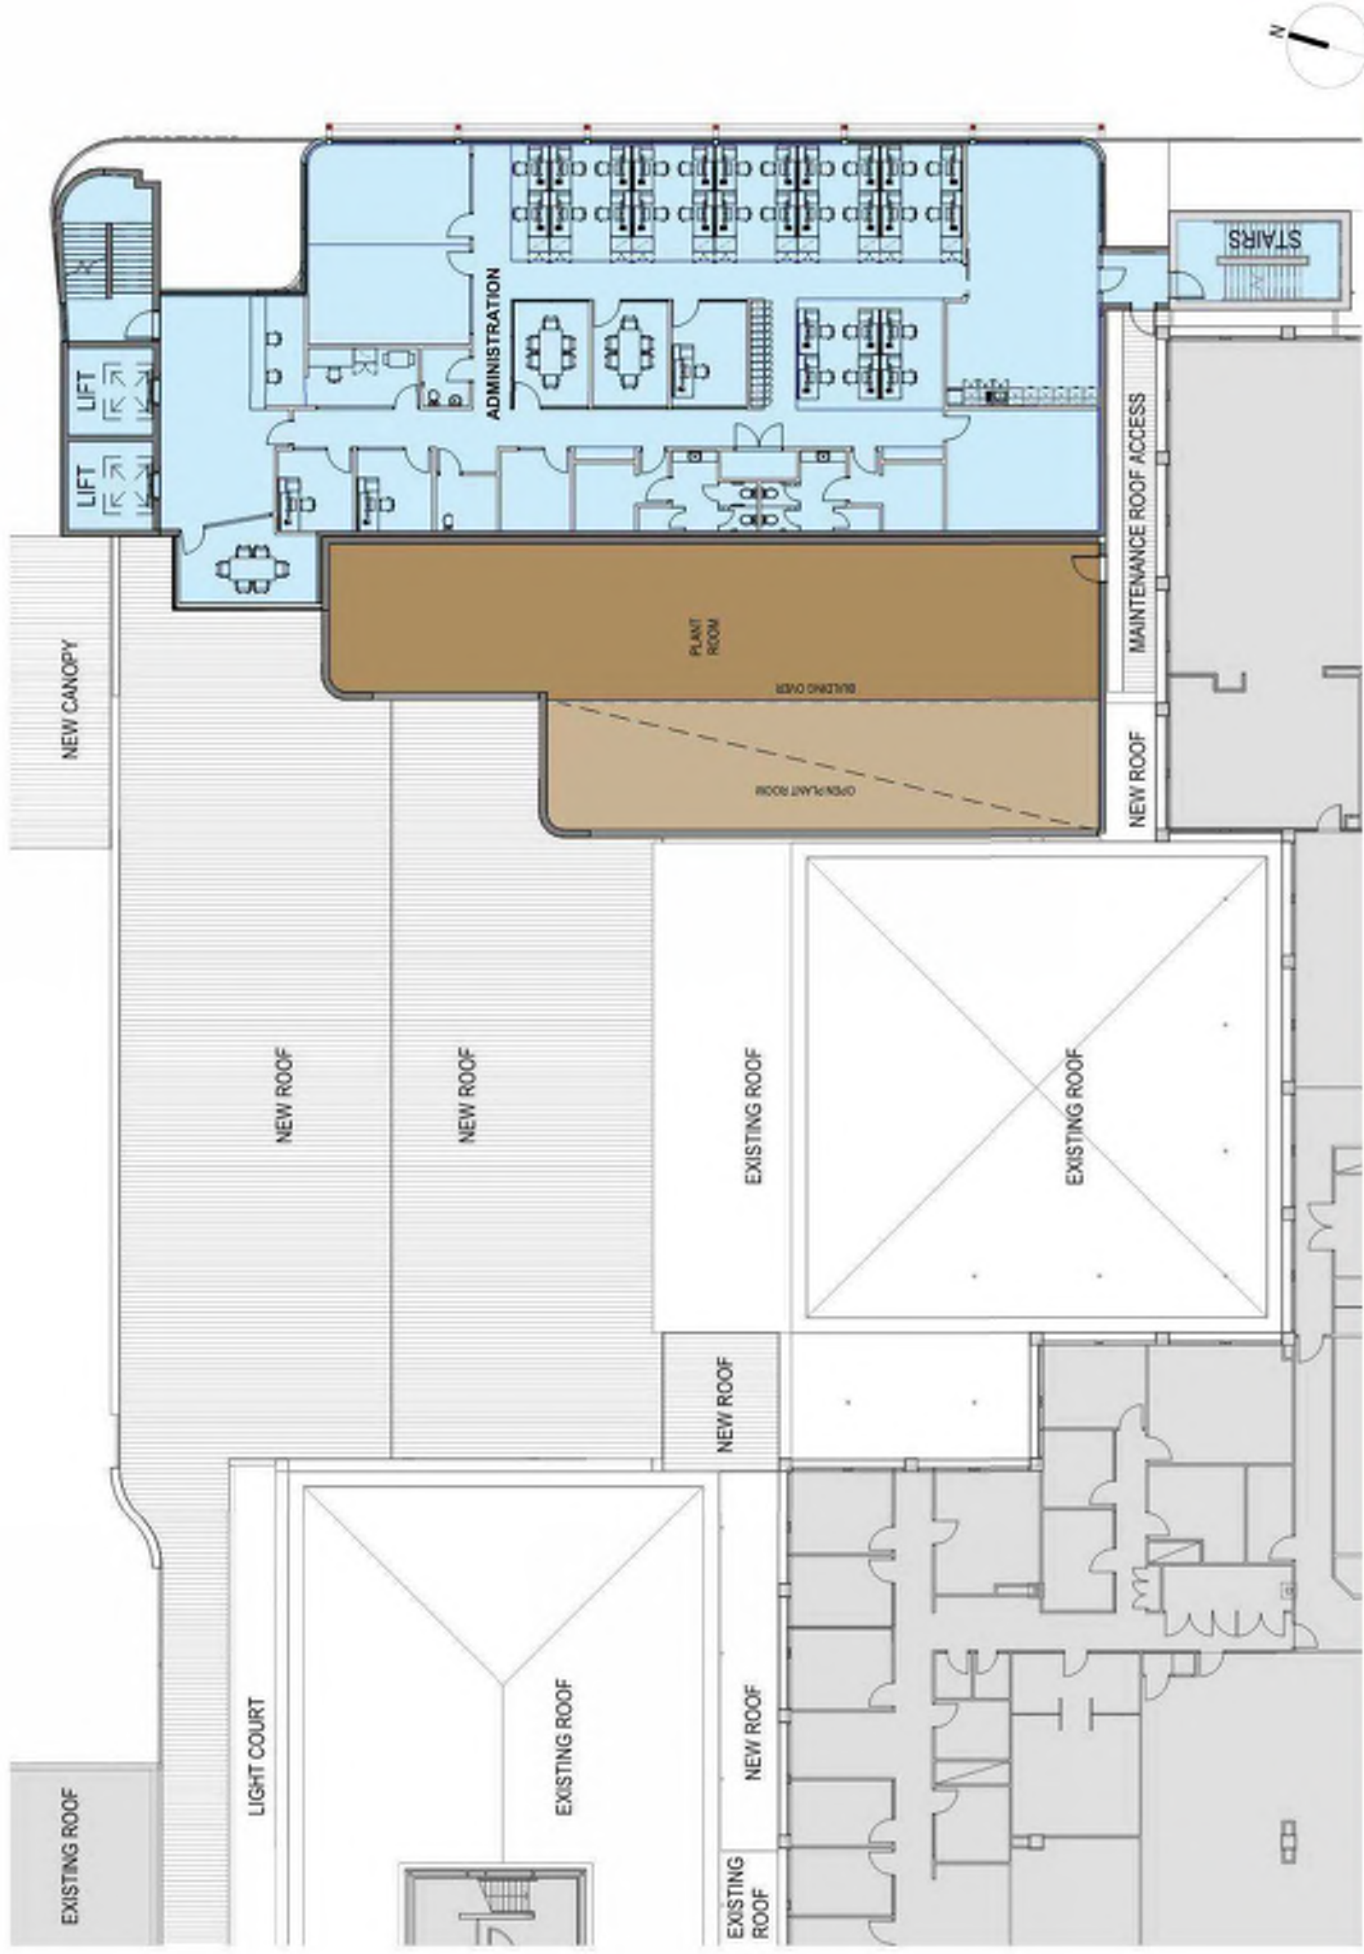 N
STAIRS
ADMINISTRATION
LIFT
LIFT
MAINTENANCE ROOF ACCESS
PLANT
ROOM
BUILDING OVER
NEW CANOPY
OPEN PLANT ROOM
NEW ROOF
NEW ROOF
NEW ROOF
EXISTING ROOF
EXISTING ROOF
NEW ROOF
LIGHT COURT
EXISTING ROOF
NEW ROOF
EXISTING ROOF
EXISTING
ROOF